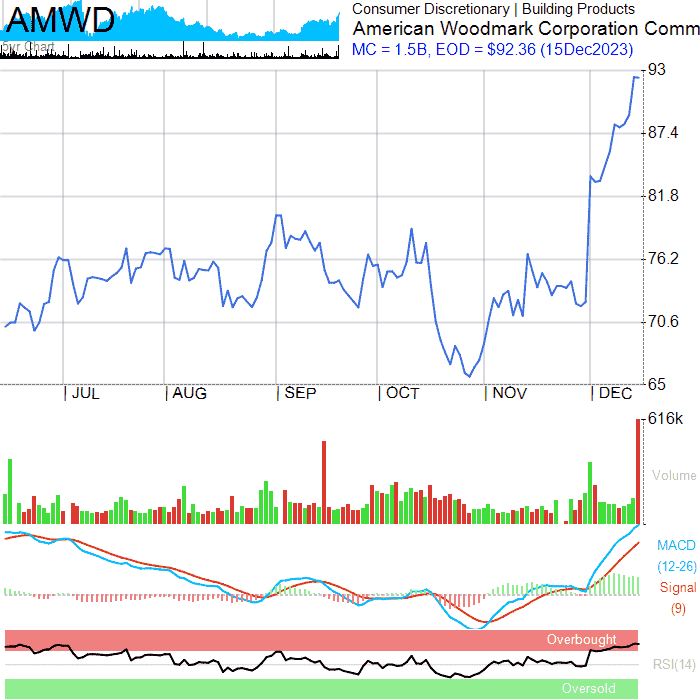 AMWD
5yr Chart
Consumer Discretionary | Building Products
American Woodmark Corporation Comm
MC = 1.5B, EOD = $92.36 (15Dec2023)
93
87.4
81.8
76.2
70.6
65
| JUL | AUG | SEP | OCT | NOV | DEC
616k
Volume
MACD
(12-26)
Signal
(9)
Overbought
RSI(14)
Oversold